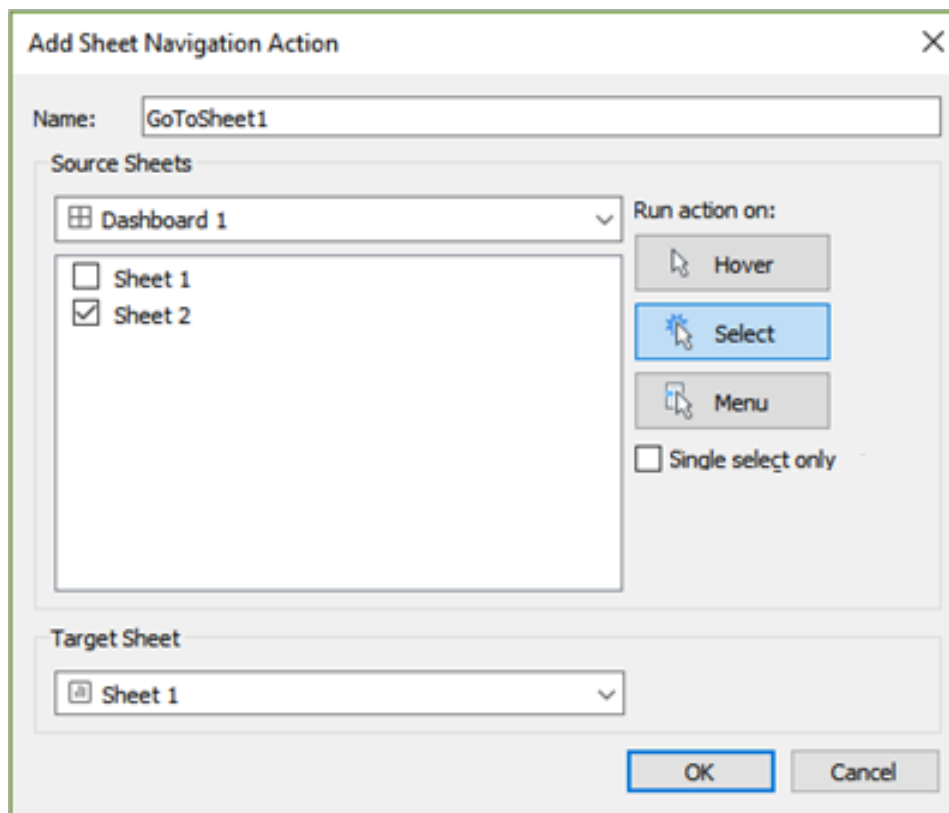 Add Sheet Navigation Action
Name: GoToSheet1
Source Sheets
Dashboard 1
Sheet 1
Sheet 2
Run action on:
Hover
Select
Menu
Single select only
Target Sheet
Sheet 1
OK Cancel